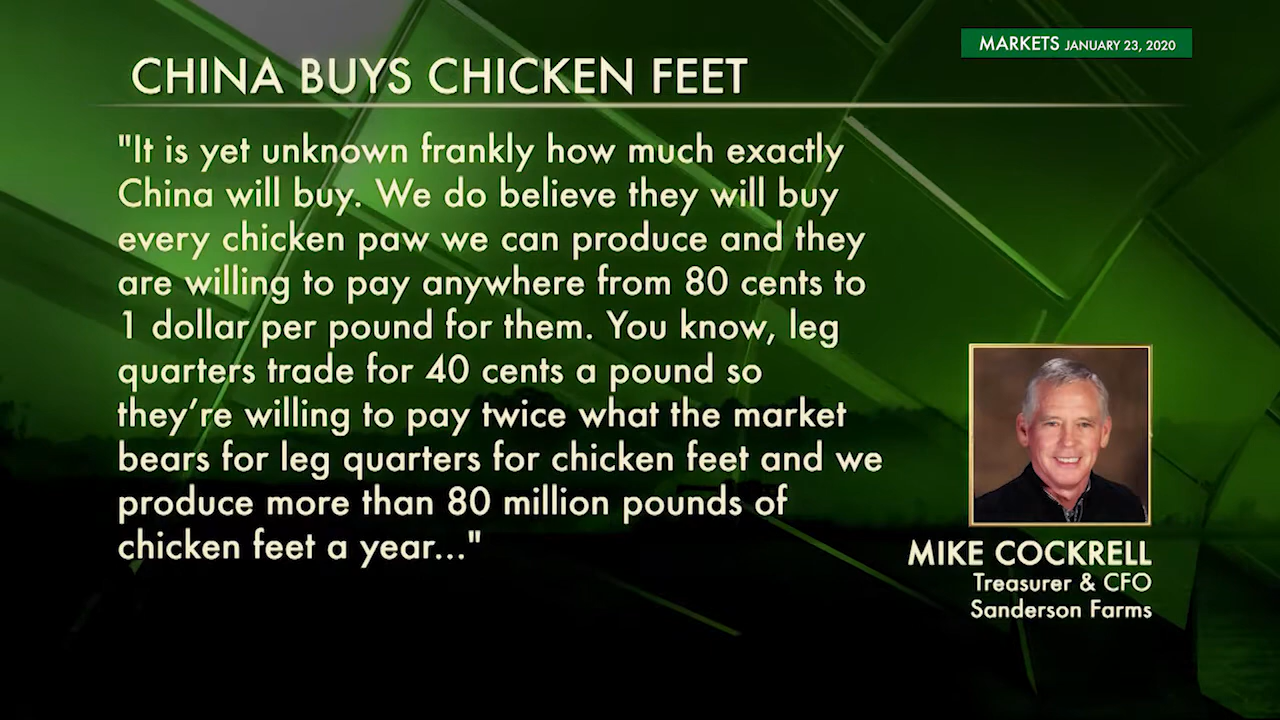 MARKETS JANUARY 23, 2020
CHINA BUYS CHICKEN FEET
"It is yet unknown frankly how much exactly
China will buy. We do believe they will buy
every chicken paw we can produce and they
are willing to pay anywhere from 80 cents to
1 dollar per pound for them. You know, leg
quarters trade for 40 cents a pound so
they’re willing to pay twice what the market
bears for leg quarters for chicken feet and we
produce more than 80 million pounds of
chicken feet a year..."
MIKE COCKRELL
Treasurer & CFO
Sanderson Farms